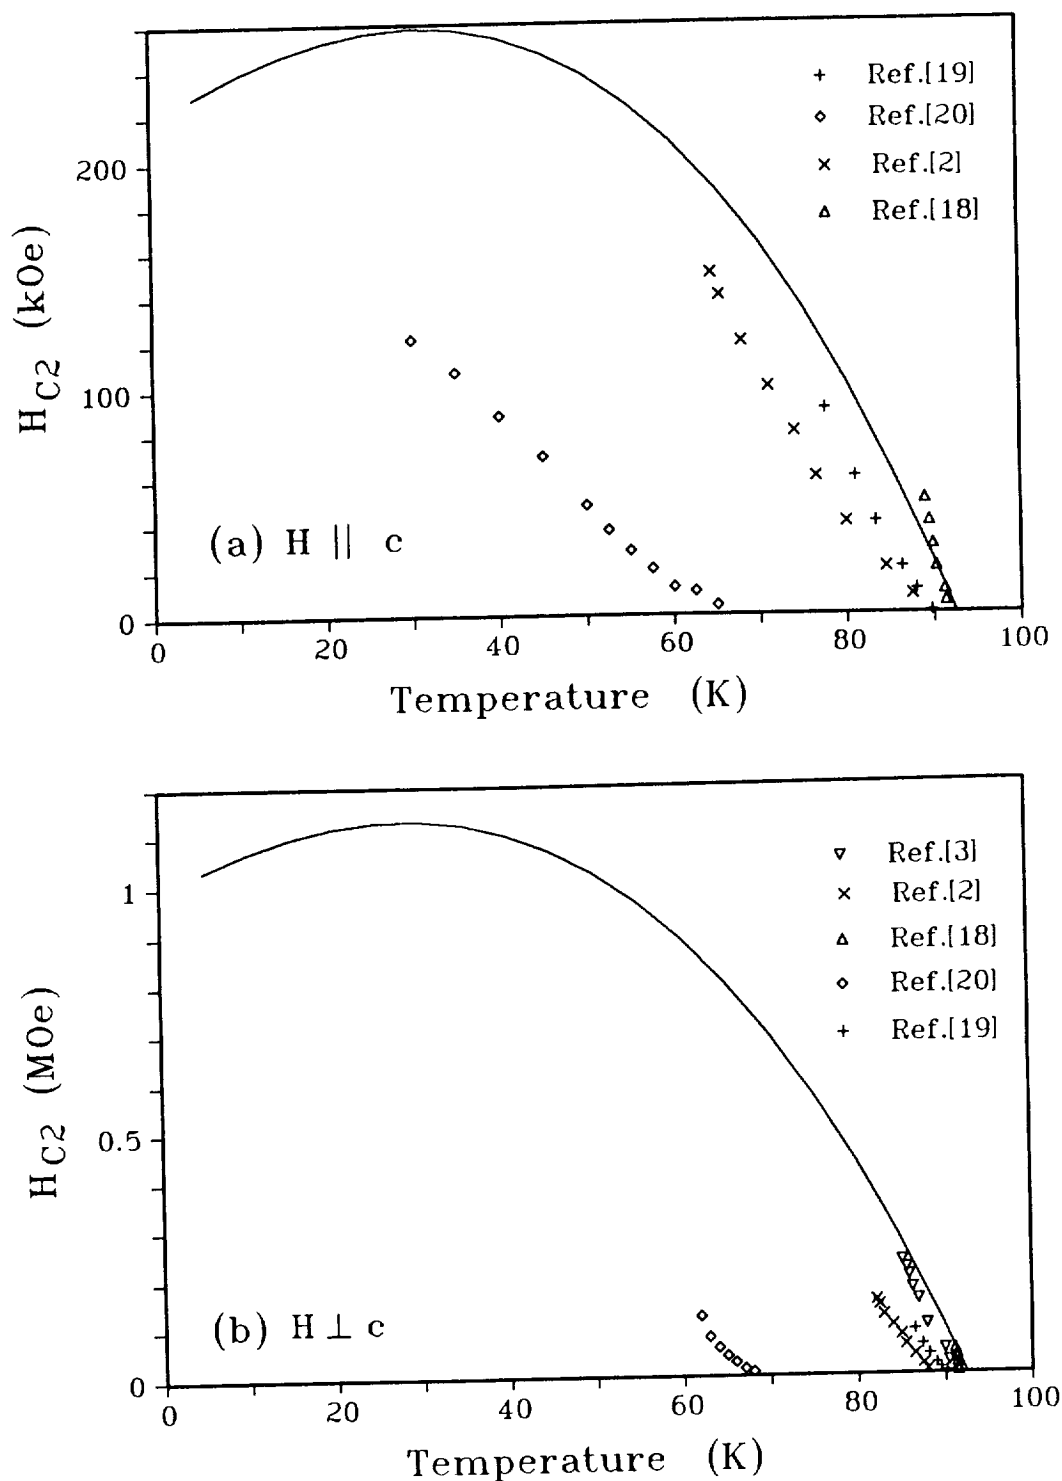 Ref.[19]
Ref.[20]
Ref.[2]
Ref.[18]
200
100
0
H C2 (kOe)
(a) H || c
0 20 40 60 80 100
Temperature (K)
Ref.[3]
Ref.[2]
Ref.[18]
Ref.[20]
Ref.[19]
1
0.5
0
H C2 (MOe)
(b) H ⊥ c
0 20 40 60 80 100
Temperature (K)